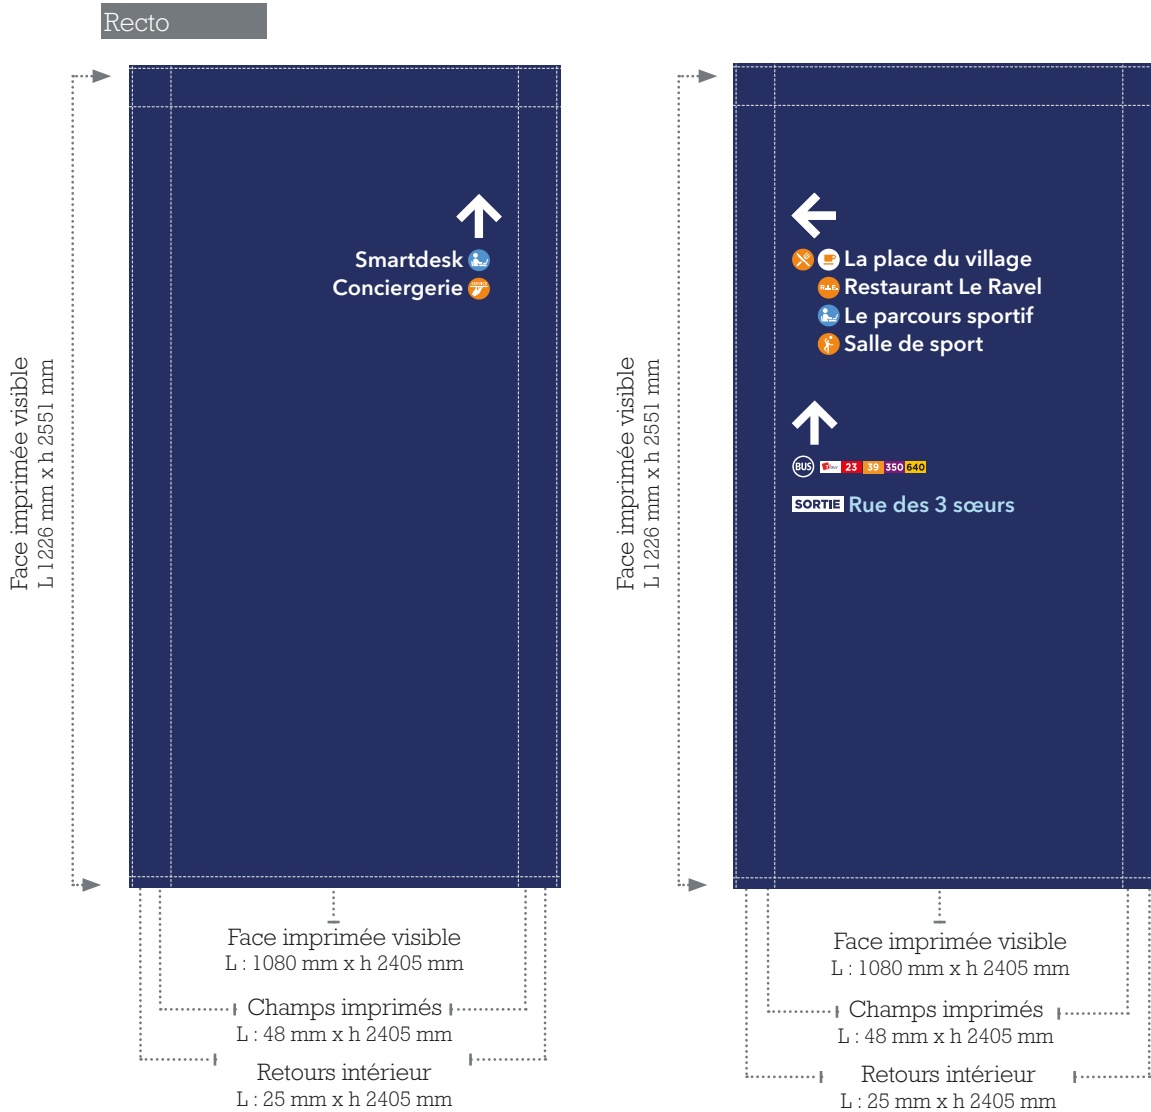 Recto
Face imprimée visible
L 1226 mm x h 2551 mm
Smartdesk
Conciergerie
Face imprimée visible
L : 1080 mm x h 2405 mm
Champs imprimés
L : 48 mm x h 2405 mm
Retours intérieur
L : 25 mm x h 2405 mm
Face imprimée visible
L 1226 mm x h 2551 mm
La place du village
Restaurant Le Ravel
Le parcours sportif
Salle de sport
BUS 23 39 350 640
SORTIE Rue des 3 sœurs
Face imprimée visible
L : 1080 mm x h 2405 mm
Champs imprimés
L : 48 mm x h 2405 mm
Retours intérieur
L : 25 mm x h 2405 mm